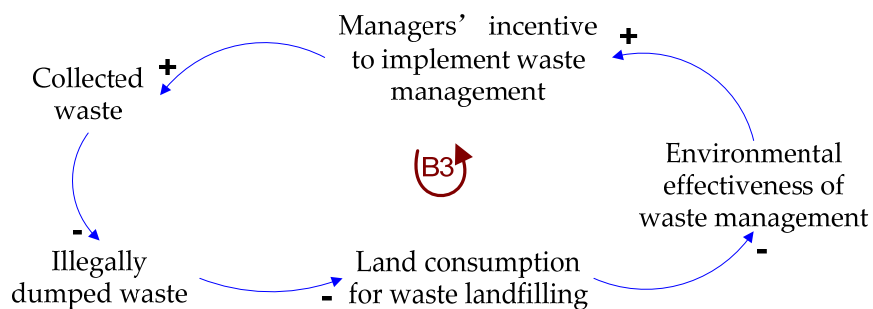 Managers’ incentive
to implement waste
management
+
+
Collected
waste
B3
Environmental
effectiveness of
waste management
-
-
Illegally
dumped waste
-
Land consumption
for waste landfilling